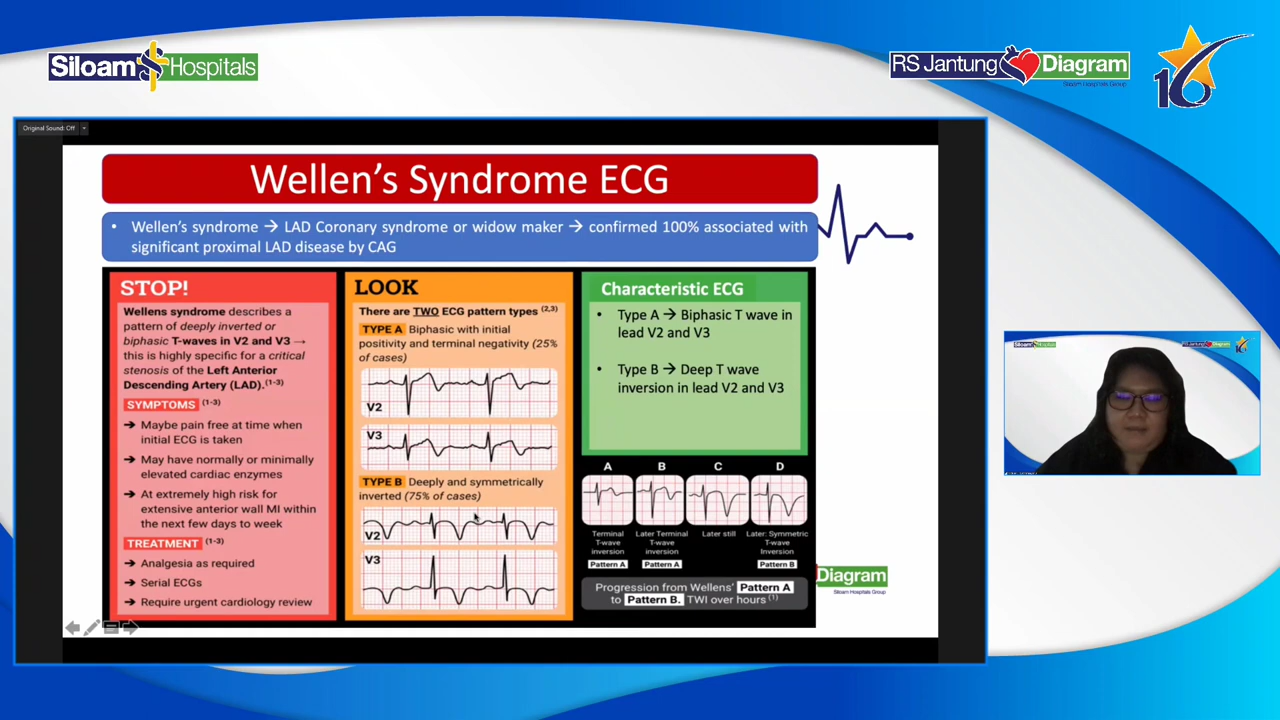 Siloam Hospitals
RS Jantung Diagram
Siloam Hospitals Group
16
Original Sound: Off
Wellen's Syndrome ECG
• Wellen's syndrome → LAD Coronary syndrome or widow maker → confirmed 100% associated with
significant proximal LAD disease by CAG
STOP!
Wellens syndrome describes a
pattern of deeply inverted or
biphasic T-waves in V2 and V3 →
this is highly specific for a critical
stenosis of the Left Anterior
Descending Artery (LAD).(1-3)
SYMPTOMS (1-3)
→ Maybe pain free at time when
initial ECG is taken
→ May have normally or minimally
elevated cardiac enzymes
→ At extremely high risk for
extensive anterior wall MI within
the next few days to week
TREATMENT (1-3)
→ Analgesia as required
→ Serial ECGs
→ Require urgent cardiology review
LOOK
There are TWO ECG pattern types (2,3)
TYPE A Biphasic with initial
positivity and terminal negativity (25%
of cases)
V2
V3
TYPE B Deeply and symmetrically
inverted (75% of cases)
V2
V3
Characteristic ECG
• Type A → Biphasic T wave in
lead V2 and V3
• Type B → Deep T wave
inversion in lead V2 and V3
A B C D
Terminal
T-wave
inversion
Pattern A
Later Terminal
T-wave
inversion
Pattern A
Later still
Later: Symmetric
T-wave
Inversion
Pattern B
Progression from Wellens' Pattern A
to Pattern B. TWI over hours (1)
Diagram
Siloam Hospitals Group